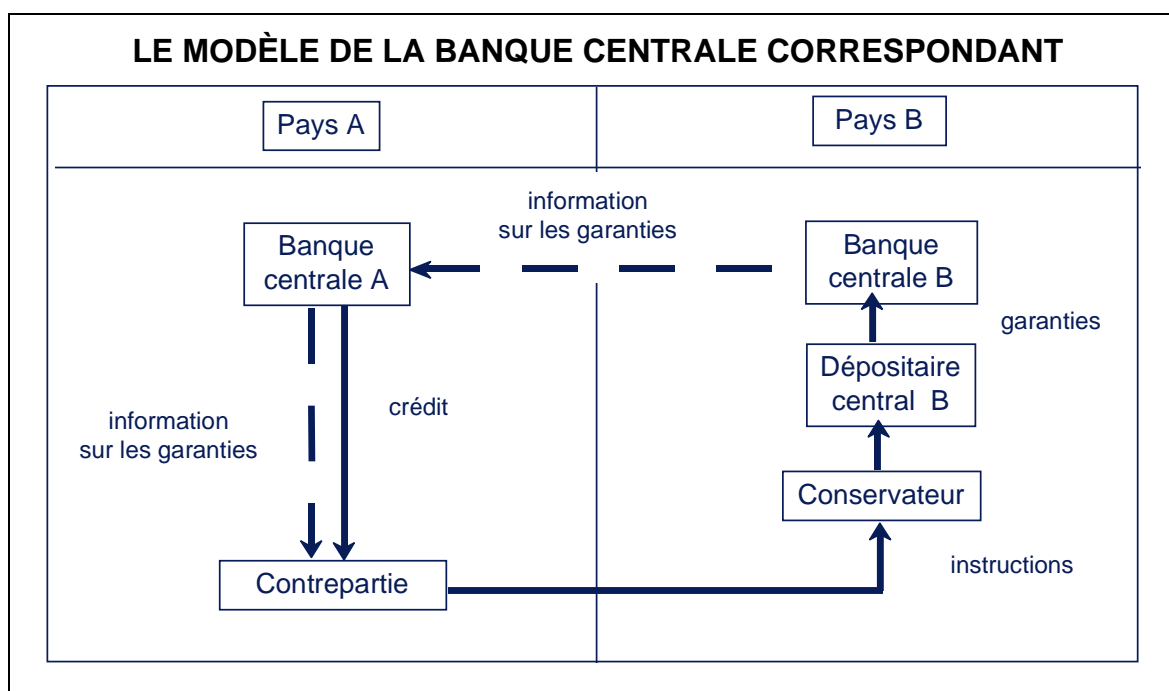 LE MODÈLE DE LA BANQUE CENTRALE CORRESPONDANT
Pays A
Pays B
information
sur les garanties
Banque
centrale A
Banque
centrale B
garanties
Dépositaire
central B
crédit
information
sur les garanties
Conservateur
instructions
Contrepartie